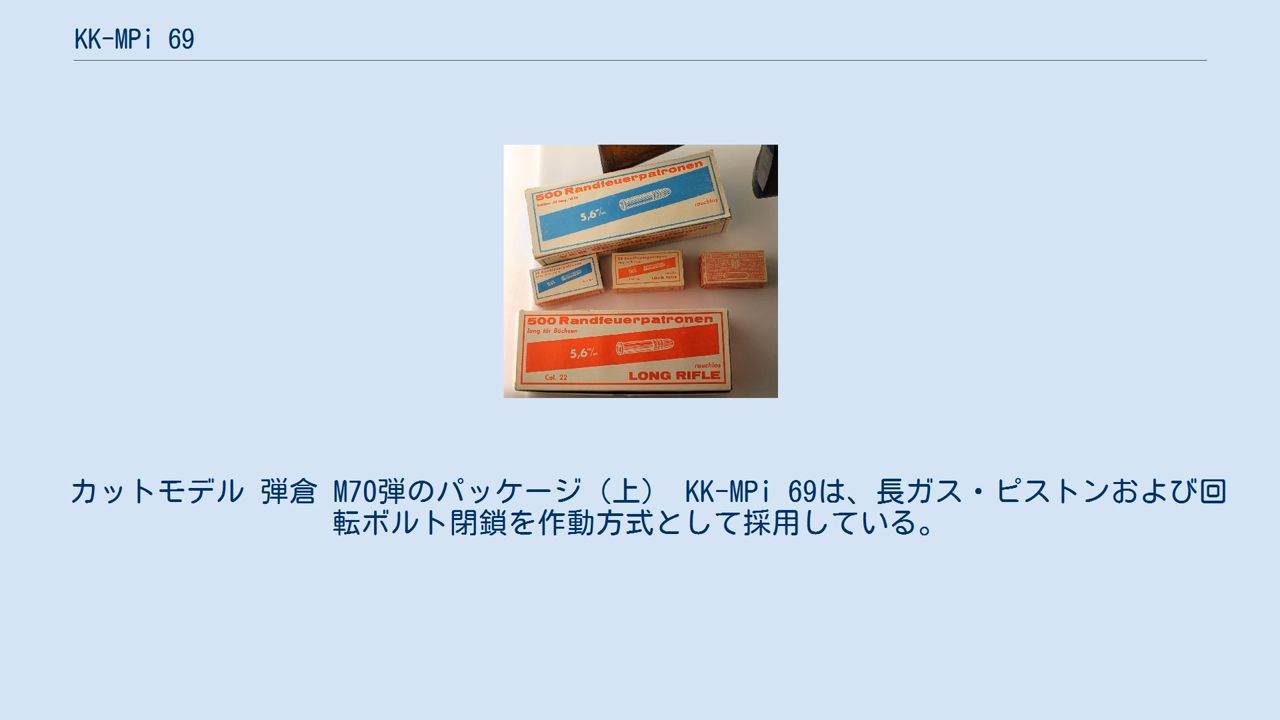 KK-MPi 69
500 Randfeuerpatronen
5,6
rauchlos
500 Randfeuerpatronen
lang für Büchsen
5,6
rauchlos
Cal. 22
LONG RIFLE
カットモデル 弾倉 M70弾のパッケージ（上） KK-MPi 69は、長ガス・ピストンおよび回
転ボルト閉鎖を作動方式として採用している。